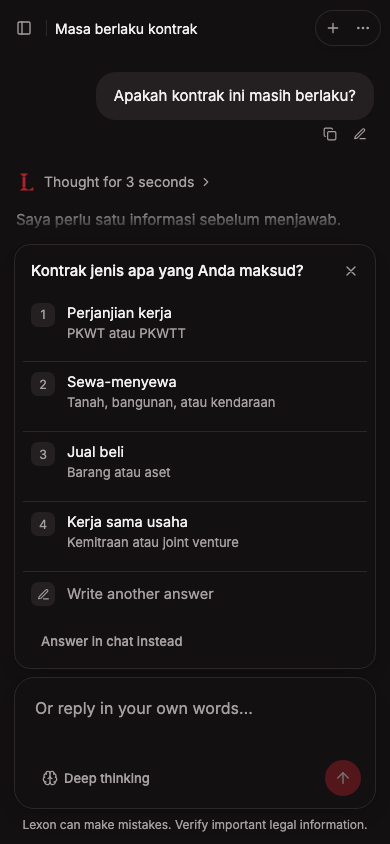 Masa berlaku kontrak
Apakah kontrak ini masih berlaku?
L Thought for 3 seconds
Saya perlu satu informasi sebelum menjawab.
Kontrak jenis apa yang Anda maksud?
1 Perjanjian kerja
PKWT atau PKWTT
2 Sewa-menyewa
Tanah, bangunan, atau kendaraan
3 Jual beli
Barang atau aset
4 Kerja sama usaha
Kemitraan atau joint venture
Write another answer
Answer in chat instead
Or reply in your own words...
Deep thinking
Lexon can make mistakes. Verify important legal information.